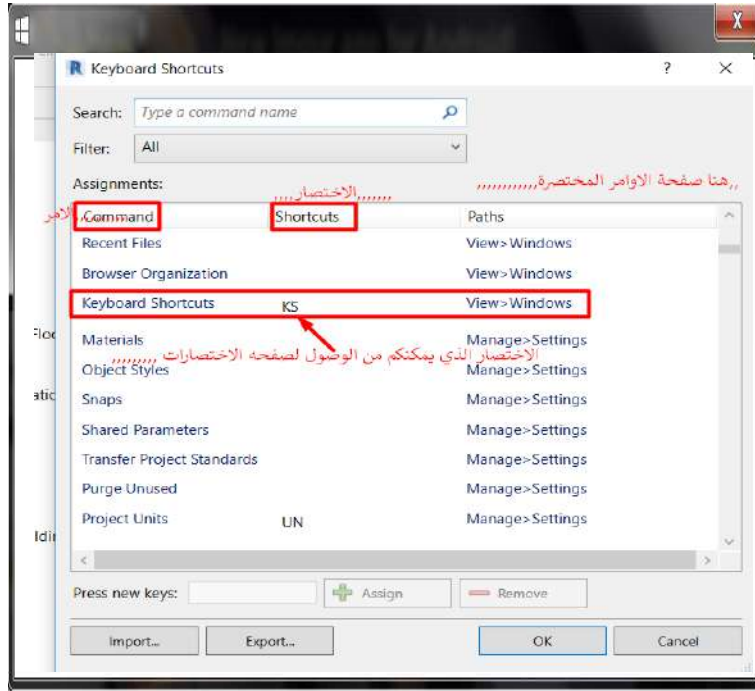 Keyboard Shortcuts ? X
Search: Type a command name
Filter: All
,,هنا صفحة الاوامر المختصرة,,,,,,,,,,,,
Assignments:
,,,,,,,الاختصار,,,,
الامر
Command Shortcuts Paths
Recent Files View>Windows
Browser Organization View>Windows
Keyboard Shortcuts KS View>Windows
Materials Manage>Settings
الاختصار الذي يمكنكم من الوصول لصفحه الاختصارات ,,,,,,,,,
Object Styles Manage>Settings
Snaps Manage>Settings
Shared Parameters Manage>Settings
Transfer Project Standards Manage>Settings
Purge Unused Manage>Settings
Project Units UN Manage>Settings
Press new keys: Assign Remove
Import... Export... OK Cancel